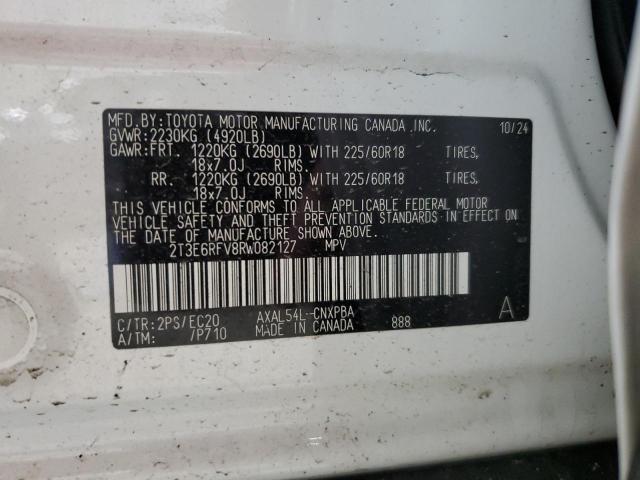 MFD.BY:TOYOTA MOTOR MANUFACTURING CANADA INC. 10/24
GVWR:2230KG (4920LB)
GAWR:FRT. 1220KG (2690LB) WITH 225/60R18 TIRES,
18x7.0J RIMS.
RR. 1220KG (2690LB) WITH 225/60R18 TIRES,
18x7.0J RIMS.
THIS VEHICLE CONFORMS TO ALL APPLICABLE FEDERAL MOTOR
VEHICLE SAFETY AND THEFT PREVENTION STANDARDS IN EFFECT ON
THE DATE OF MANUFACTURE SHOWN ABOVE.
2T3E6RFV8RW082127 MPV
C/TR:2PS/EC20 AXAL54L-CNXPBA A
A/TM: /P710 MADE IN CANADA 888